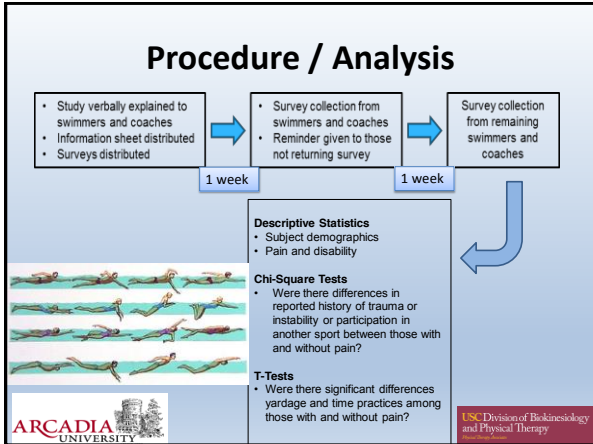 Procedure / Analysis
• Study verbally explained to
swimmers and coaches
• Information sheet distributed
• Surveys distributed
1 week
• Survey collection from
swimmers and coaches
• Reminder given to those
not returning survey
1 week
Survey collection
from remaining
swimmers and
coaches
Descriptive Statistics
• Subject demographics
• Pain and disability
Chi-Square Tests
• Were there differences in
reported history of trauma or
instability or participation in
another sport between those with
and without pain?
T-Tests
• Were there significant differences
yardage and time practices among
those with and without pain?
ARCADIA
UNIVERSITY
USC Division of Biokinesiology
and Physical Therapy